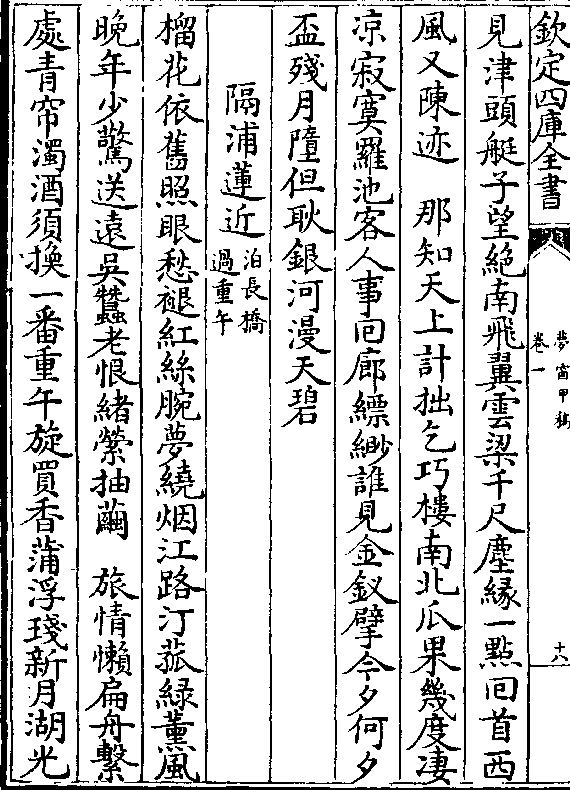 欽定四庫全書
夢窗甲稿
卷一
十八
見津頭艇子望絕南飛翼雲梁千尺塵緣一㸃回首西
風又陳迹　那知天上計拙乞巧樓南北瓜果幾度凄
凉寂寞羅池客人事回廊縹緲誰見金釵擘今夕何夕
盃殘月墮但耿銀河漫天碧
隔浦蓮近
泊長橋
過重午
榴花依舊照眼愁褪紅絲腕夢繞烟江路汀菰綠薰風
晚年少驚送遠吳蠶老恨緒縈抽繭　旅情懶扁舟繫
處青帘濁酒須換一番重午旋買香蒲浮琖新月湖光